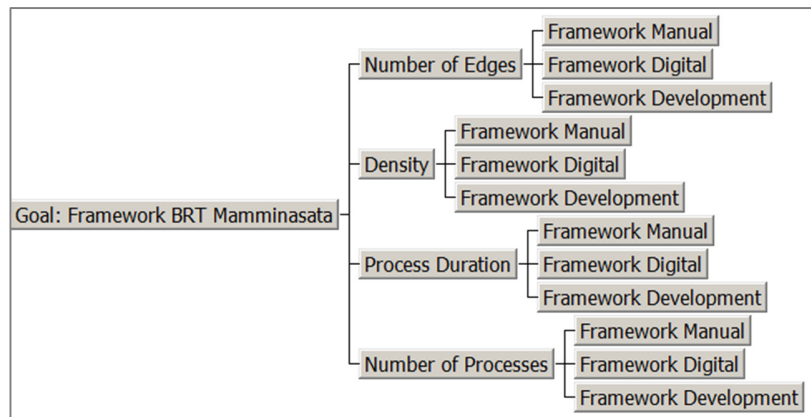 Goal: Framework BRT Mamminasata
Number of Edges
Framework Manual
Framework Digital
Framework Development
Density
Framework Manual
Framework Digital
Framework Development
Process Duration
Framework Manual
Framework Digital
Framework Development
Number of Processes
Framework Manual
Framework Digital
Framework Development